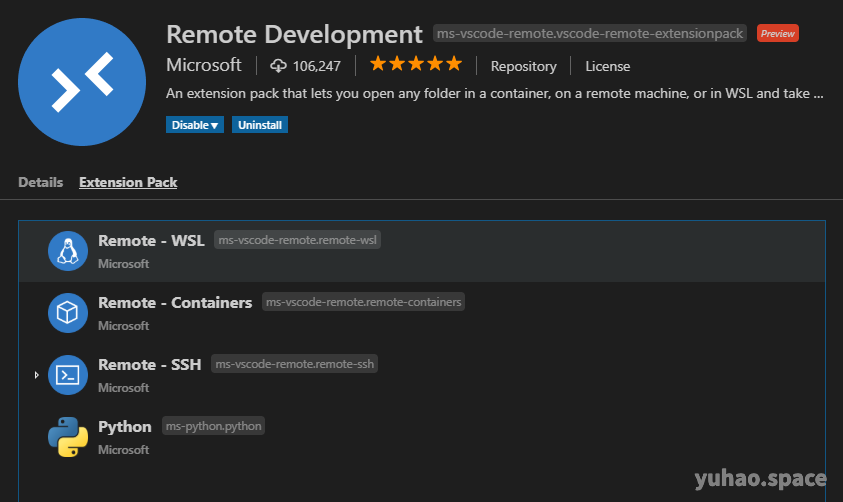 Remote Development ms-vscode-remote.vscode-remote-extensionpack Preview
Microsoft 106,247 Repository License
An extension pack that lets you open any folder in a container, on a remote machine, or in WSL and take ...
Disable Uninstall
Details Extension Pack
Remote - WSL ms-vscode-remote.remote-wsl
Microsoft
Remote - Containers ms-vscode-remote.remote-containers
Microsoft
Remote - SSH ms-vscode-remote.remote-ssh
Microsoft
Python ms-python.python
Microsoft
yuhao.space